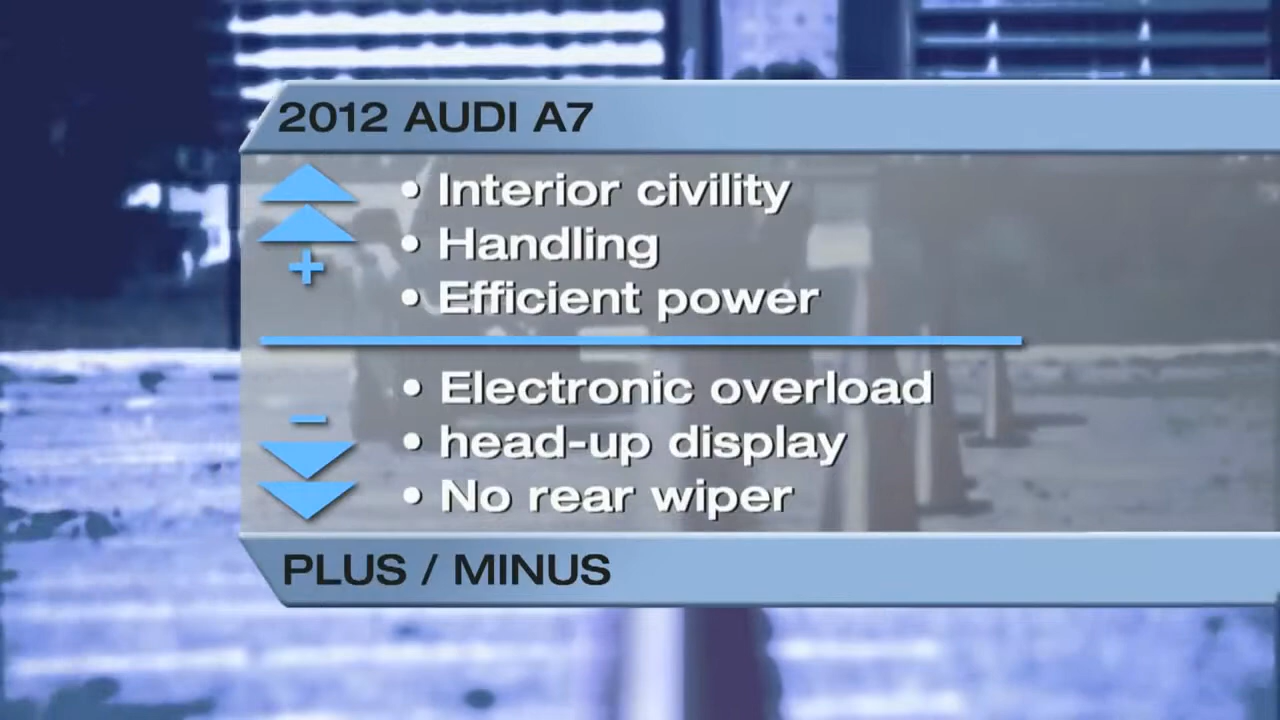 2012 AUDI A7
• Interior civility
• Handling
• Efficient power
• Electronic overload
• head-up display
• No rear wiper
PLUS / MINUS